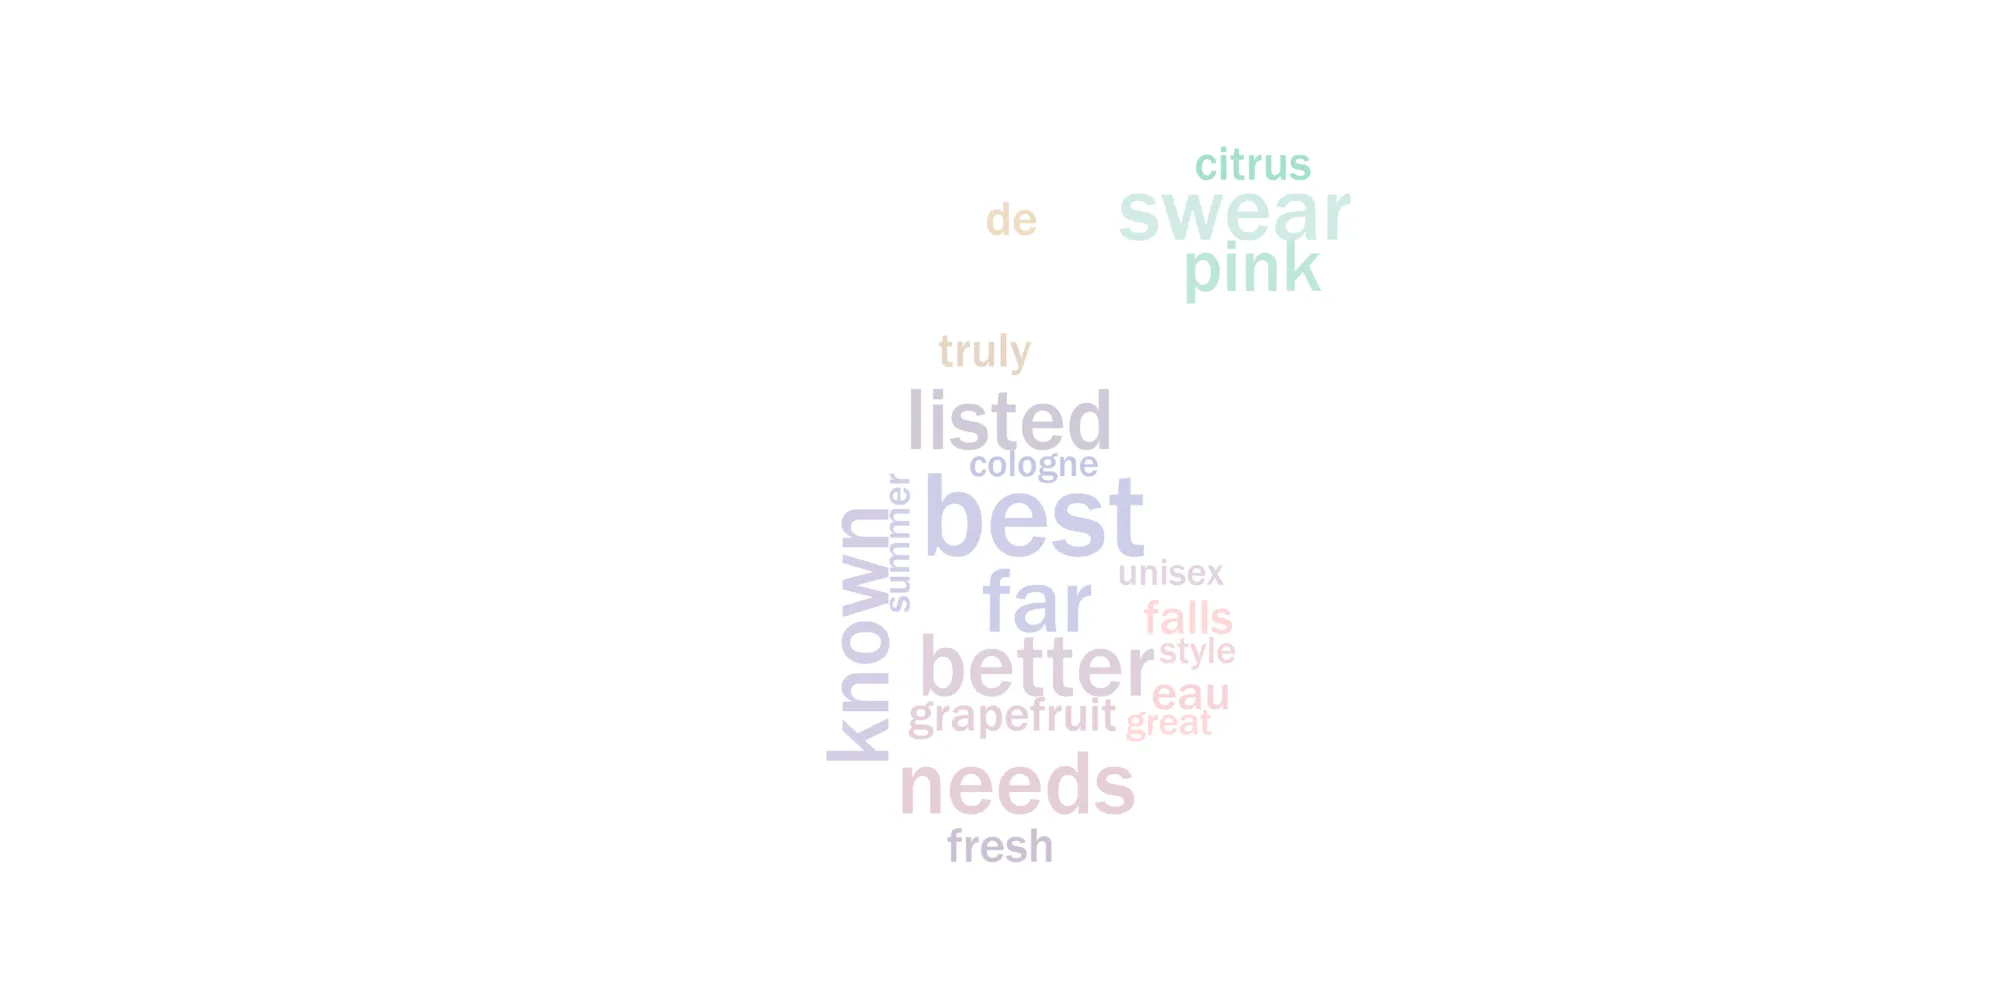 citrus
swear
de
pink
truly
listed
cologne
best
summer
known
unisex
far
falls
style
better
eau
grapefruit
great
needs
fresh